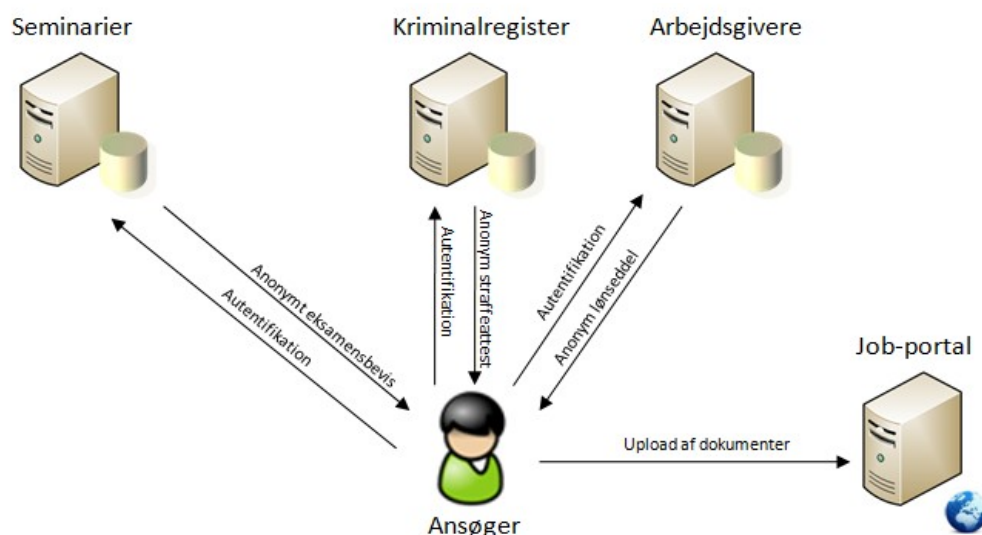 Seminarier
Kriminalregister
Arbejdsgivere
Anonymt eksamensbevis
Autentifikation
Autentifikation
Anonym straffeattest
Autentifikation
Anonym lønseddel
Job-portal
Upload af dokumenter
Ansøger